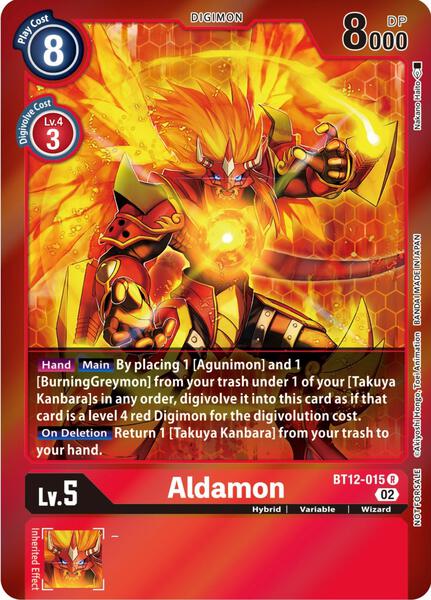 DIGIMON
Play Cost
8
DP
8000
Digivolve Cost
Lv.4
3
Nakano Haito
BANDAI MADE IN JAPAN
©Akiyoshi Hongo, Toei Animation
NOT FOR SALE
Hand Main By placing 1 [Agunimon] and 1
[BurningGreymon] from your trash under 1 of your [Takuya
Kanbara]s in any order, digivolve it into this card as if that
card is a level 4 red Digimon for the digivolution cost.
On Deletion Return 1 [Takuya Kanbara] from your trash to
your hand.
Lv.5
Aldamon
BT12-015 R
02
Hybrid | Variable | Wizard
Inherited Effect
-